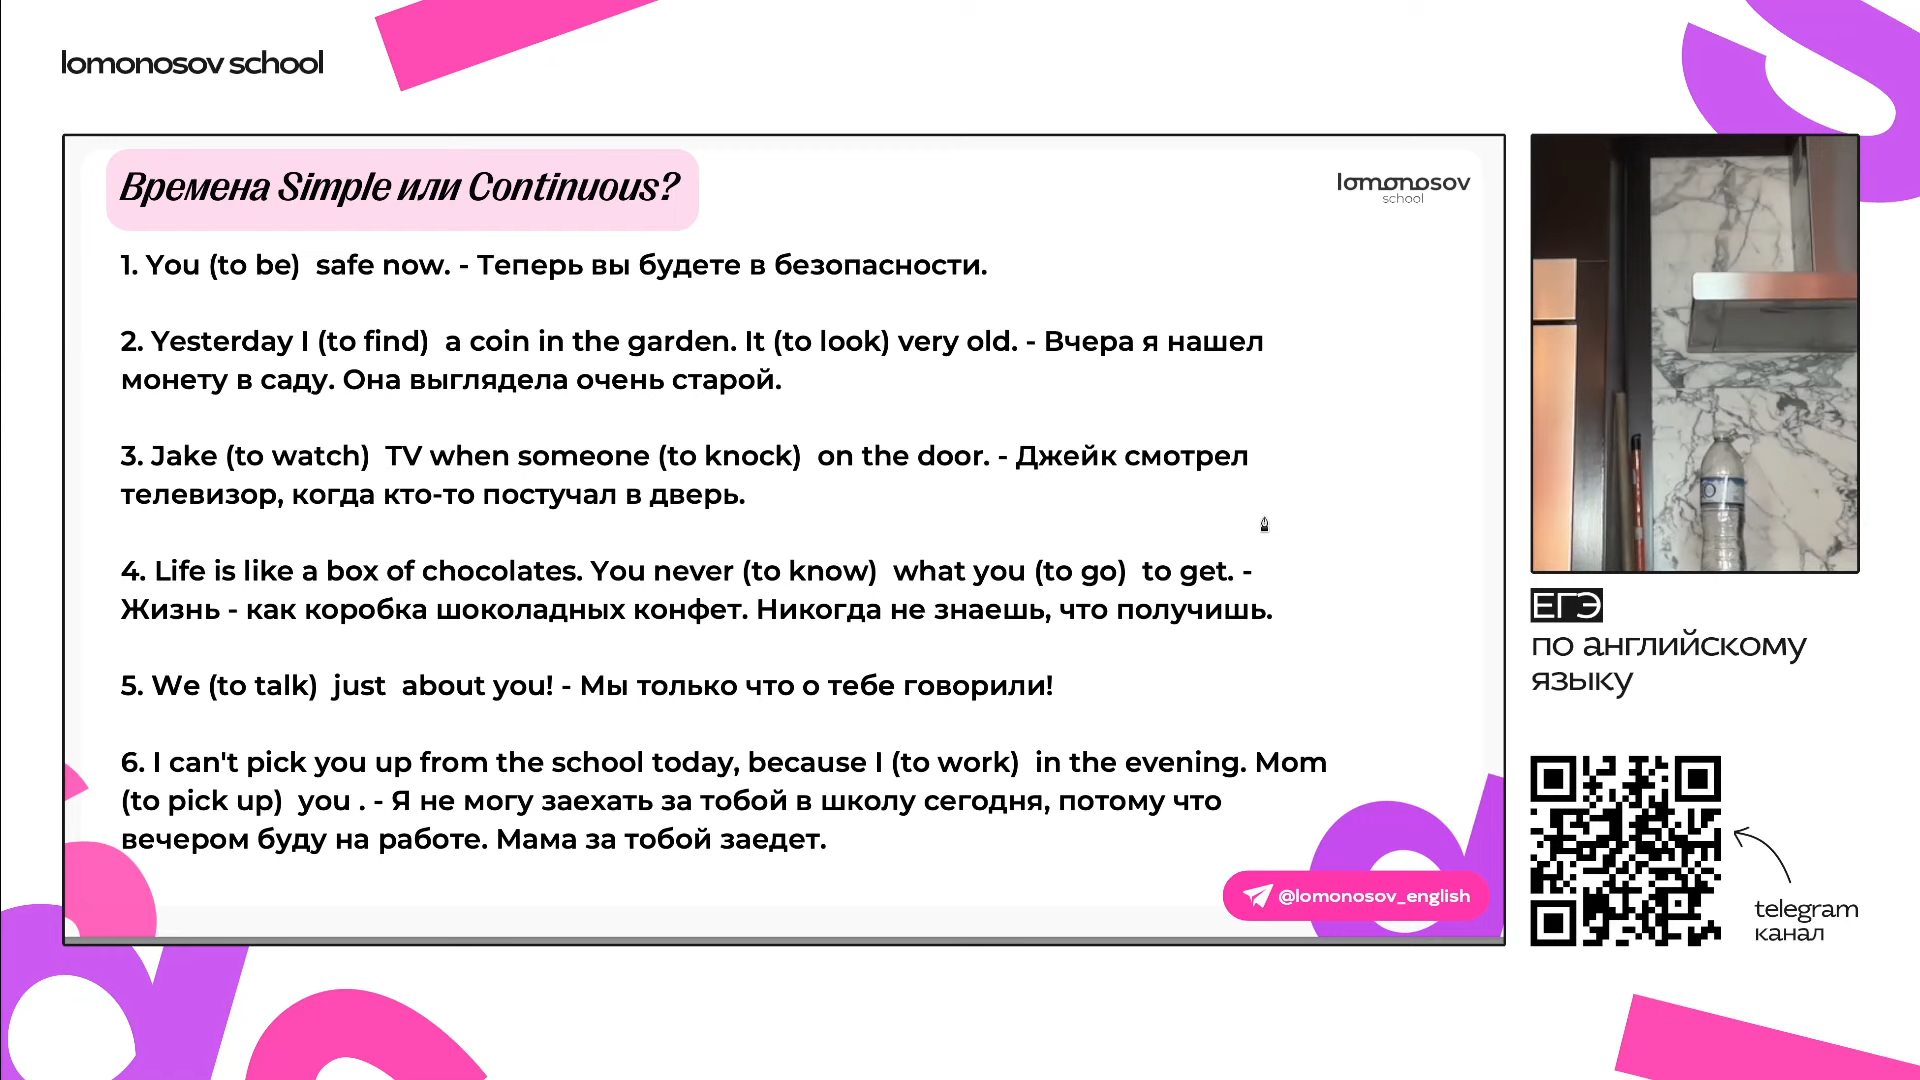 lomonosov school
Времена Simple или Continuous?
lomonosov
school
1. You (to be) safe now. - Теперь вы будете в безопасности.
2. Yesterday I (to find) a coin in the garden. It (to look) very old. - Вчера я нашел
монету в саду. Она выглядела очень старой.
3. Jake (to watch) TV when someone (to knock) on the door. - Джейк смотрел
телевизор, когда кто-то постучал в дверь.
4. Life is like a box of chocolates. You never (to know) what you (to go) to get. -
Жизнь - как коробка шоколадных конфет. Никогда не знаешь, что получишь.
5. We (to talk) just about you! - Мы только что о тебе говорили!
6. I can't pick you up from the school today, because I (to work) in the evening. Mom
(to pick up) you . - Я не могу заехать за тобой в школу сегодня, потому что
вечером буду на работе. Мама за тобой заедет.
@lomonosov_english
ЕГЭ
по английскому
языку
telegram
канал